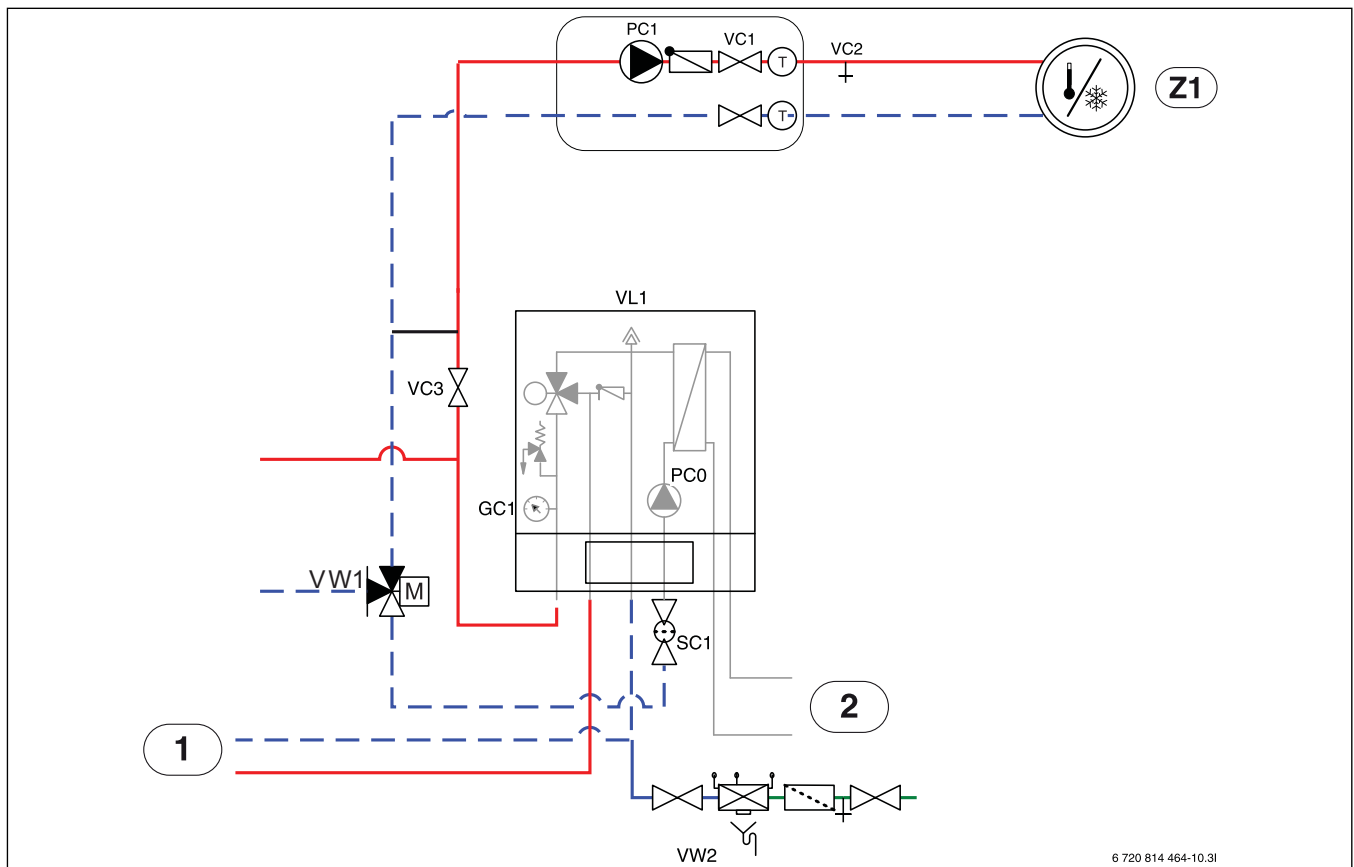 PC1
VC1
T
VC2
Z1
T
VL1
VC3
PC0
GC1
VW1
M
SC1
2
1
VW2
6 720 814 464-10.3I